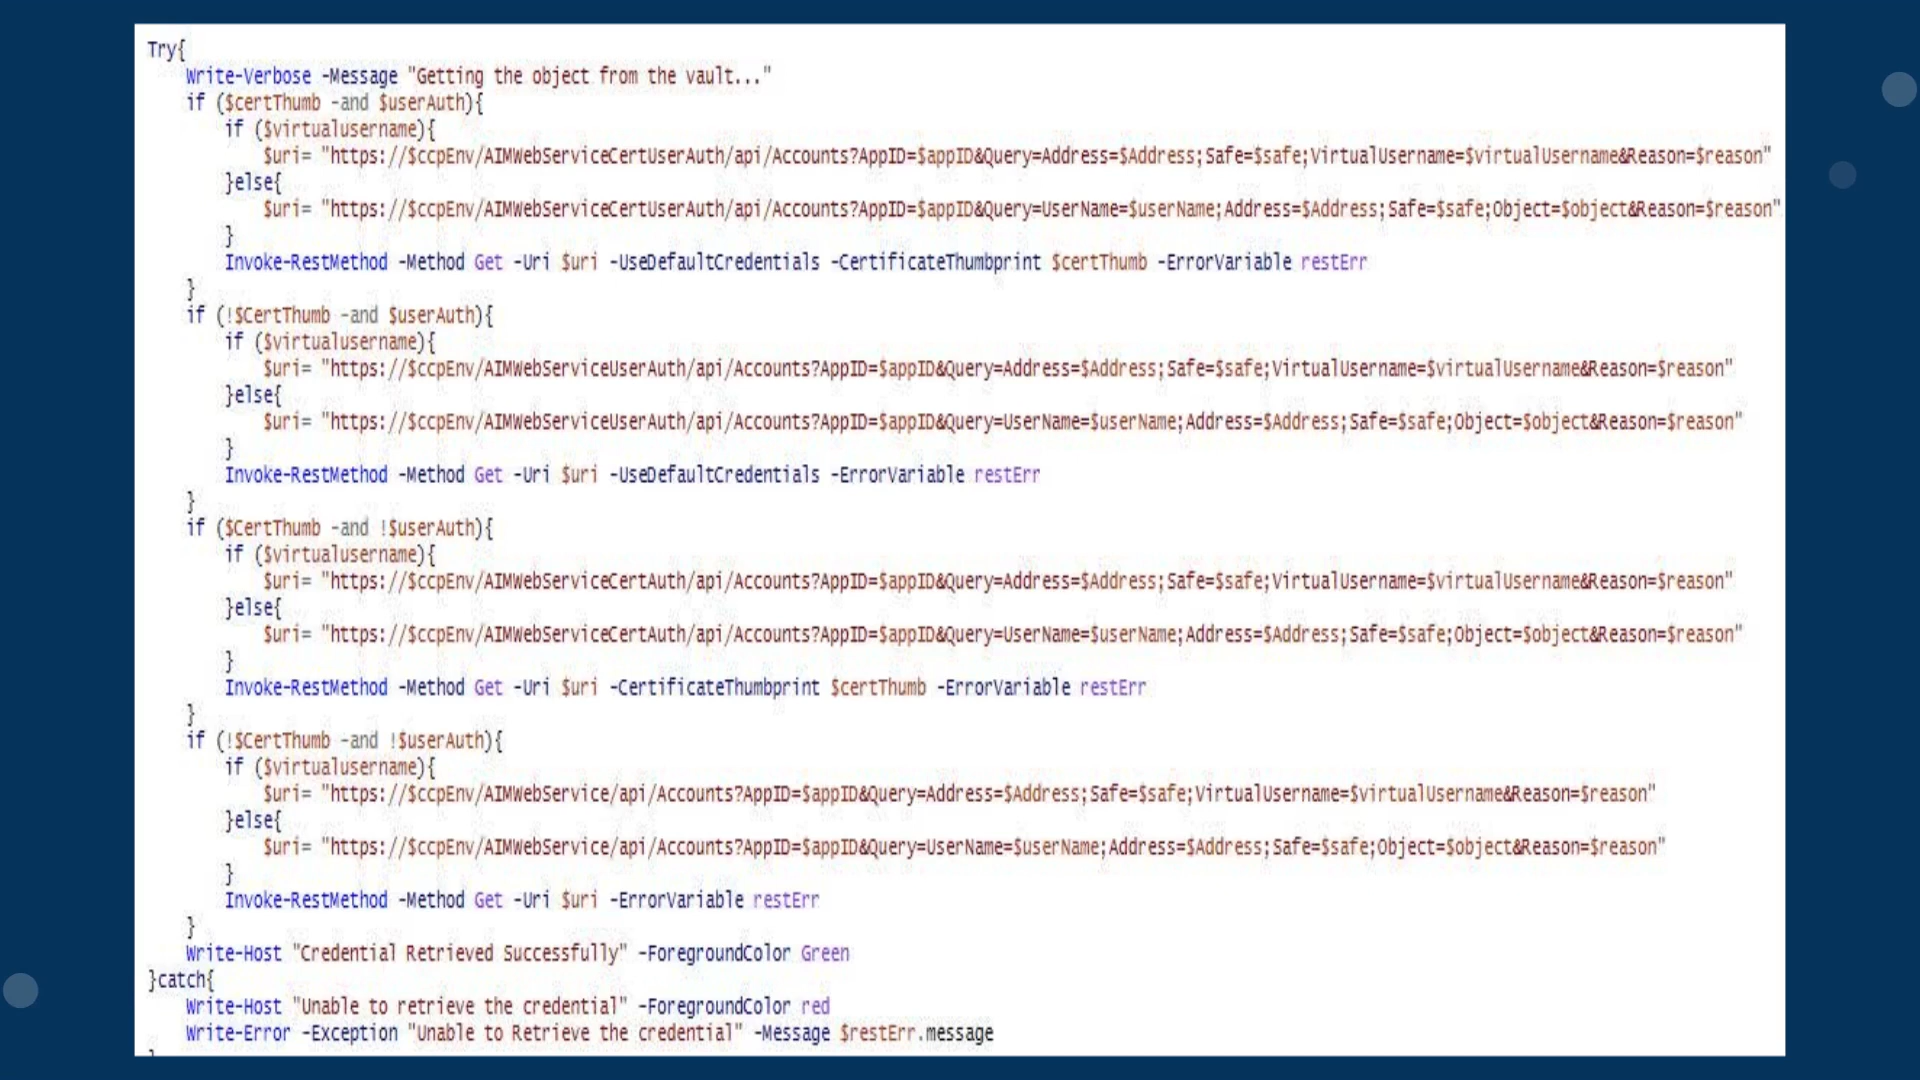 Try{
Write-Verbose -Message "Getting the object from the vault..."
if ($certThumb -and $userAuth){
if ($virtualusername){
$uri= "https://$ccpEnv/AIMWebServiceCertUserAuth/api/Accounts?AppID=$appID&Query=Address=$Address;Safe=$safe;VirtualUsername=$virtualUsername&Reason=$reason"
}else{
$uri= "https://$ccpEnv/AIMWebServiceCertUserAuth/api/Accounts?AppID=$appID&Query=UserName=$userName;Address=$Address;Safe=$safe;Object=$object&Reason=$reason"
}
Invoke-RestMethod -Method Get -Uri $uri -UseDefaultCredentials -CertificateThumbprint $certThumb -ErrorVariable restErr
}
if (!$CertThumb -and $userAuth){
if ($virtualusername){
$uri= "https://$ccpEnv/AIMWebServiceUserAuth/api/Accounts?AppID=$appID&Query=Address=$Address;Safe=$safe;VirtualUsername=$virtualUsername&Reason=$reason"
}else{
$uri= "https://$ccpEnv/AIMWebServiceUserAuth/api/Accounts?AppID=$appID&Query=UserName=$userName;Address=$Address;Safe=$safe;Object=$object&Reason=$reason"
}
Invoke-RestMethod -Method Get -Uri $uri -UseDefaultCredentials -ErrorVariable restErr
}
if ($CertThumb -and !$userAuth){
if ($virtualusername){
$uri= "https://$ccpEnv/AIMWebServiceCertAuth/api/Accounts?AppID=$appID&Query=Address=$Address;Safe=$safe;VirtualUsername=$virtualUsername&Reason=$reason"
}else{
$uri= "https://$ccpEnv/AIMWebServiceCertAuth/api/Accounts?AppID=$appID&Query=UserName=$userName;Address=$Address;Safe=$safe;Object=$object&Reason=$reason"
}
Invoke-RestMethod -Method Get -Uri $uri -CertificateThumbprint $certThumb -ErrorVariable restErr
}
if (!$CertThumb -and !$userAuth){
if ($virtualusername){
$uri= "https://$ccpEnv/AIMWebService/api/Accounts?AppID=$appID&Query=Address=$Address;Safe=$safe;VirtualUsername=$virtualUsername&Reason=$reason"
}else{
$uri= "https://$ccpEnv/AIMWebService/api/Accounts?AppID=$appID&Query=UserName=$userName;Address=$Address;Safe=$safe;Object=$object&Reason=$reason"
}
Invoke-RestMethod -Method Get -Uri $uri -ErrorVariable restErr
}
Write-Host "Credential Retrieved Successfully" -ForegroundColor Green
}catch{
Write-Host "Unable to retrieve the credential" -ForegroundColor red
Write-Error -Exception "Unable to Retrieve the credential" -Message $restErr.message